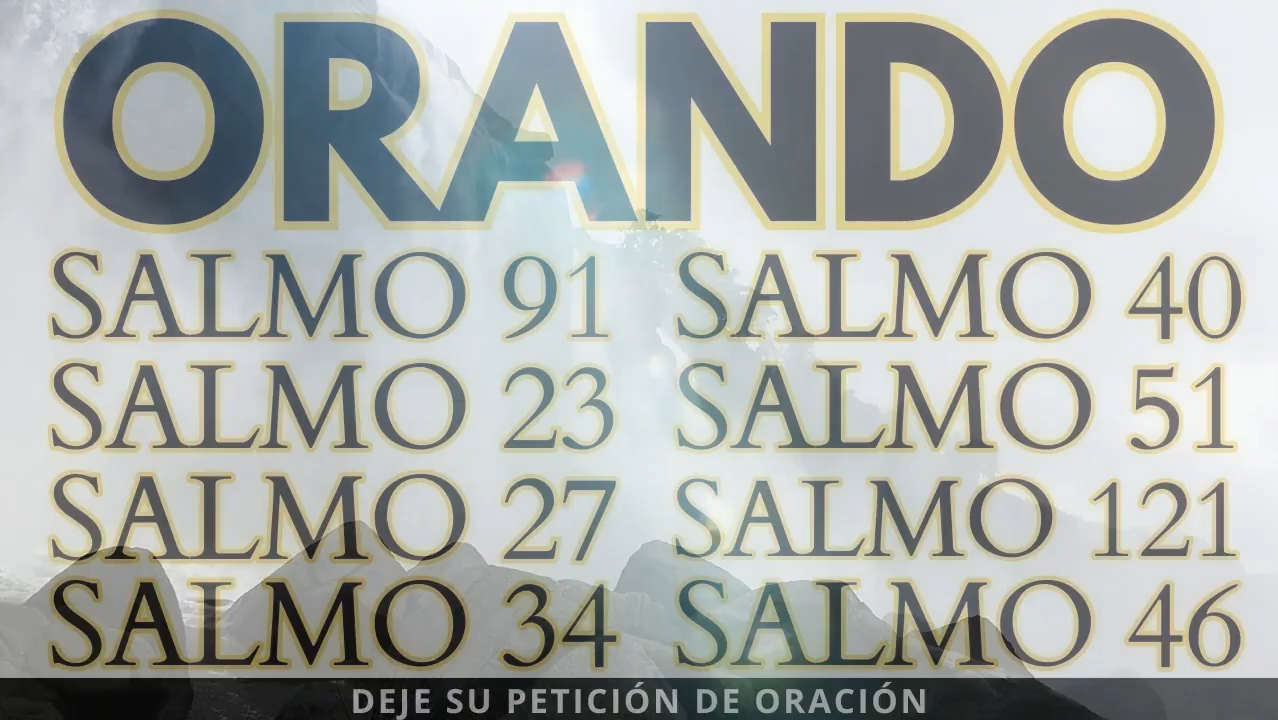 ORANDO
SALMO 91 SALMO 40
SALMO 23 SALMO 51
SALMO 27 SALMO 121
SALMO 34 SALMO 46
DEJE SU PETICIÓN DE ORACIÓN